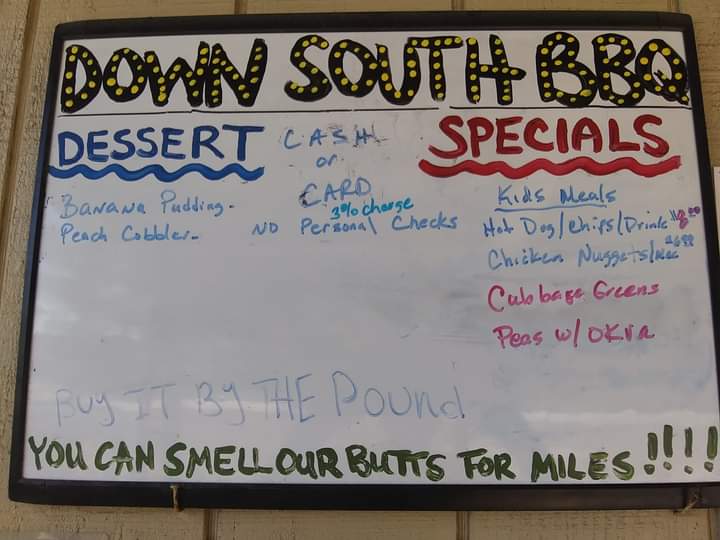 DOWN SOUTH BBQ
DESSERT
Banana Pudding-
Peach Cobbler-
CASH
or
CARD
3% charge
NO Personal Checks
SPECIALS
Kids Meals
Hot Dog/Chips/Drink
Chicken Nuggets/
Cabbage Greens
Peas w/ OKra
BUY IT BY THE Pound
YOU CAN SMELL OUR BUTTS FOR MILES!!!!